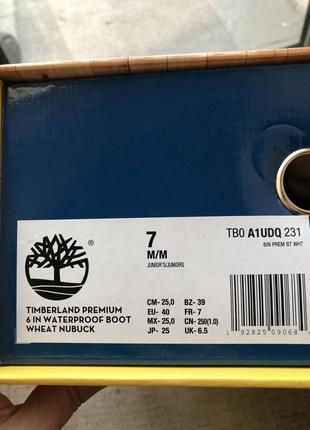 7
M/M
JUNIOR'S/JUNIORS
TB0 A1UDQ 231
6IN PREM BT WHT
®
TIMBERLAND PREMIUM
6 IN WATERPROOF BOOT
WHEAT NUBUCK
CM- 25,0 BZ- 39
EU- 40 FR- 7
MX- 25,0 CN- 250(1.0)
JP- 25 UK- 6.5
1 92825 09068